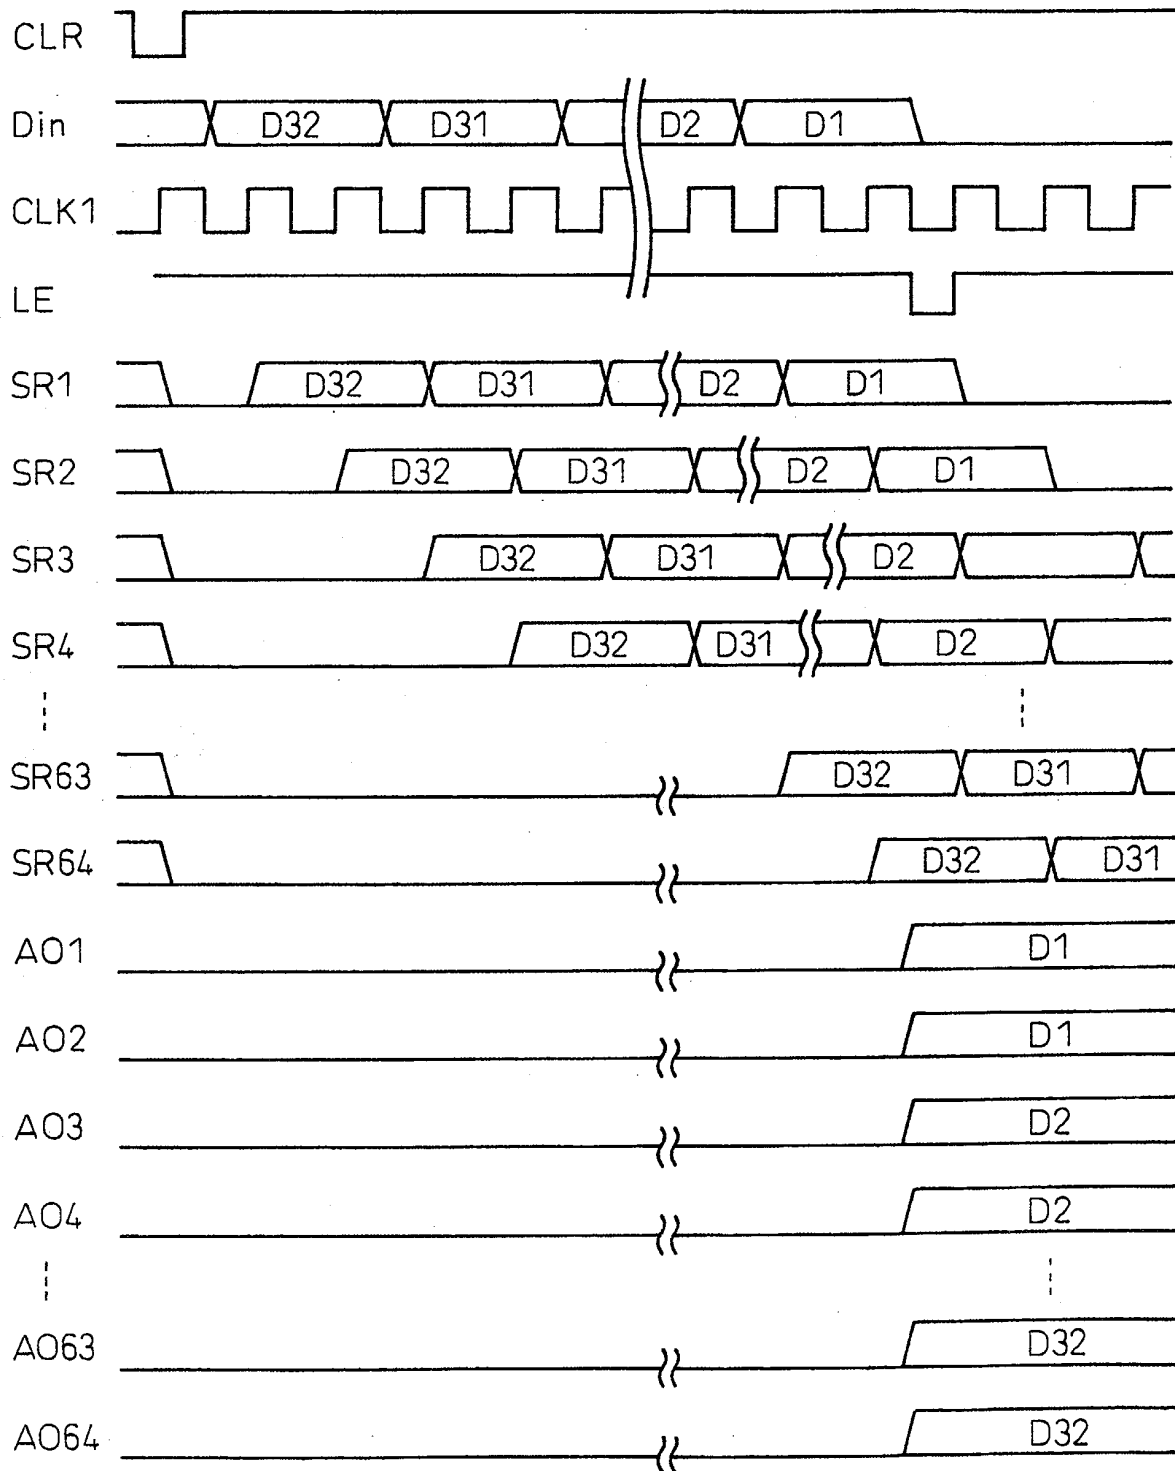 CLR
Din D32 D31 D2 D1
CLK1
LE
SR1 D32 D31 D2 D1
SR2 D32 D31 D2 D1
SR3 D32 D31 D2
SR4 D32 D31 D2
SR63 D32 D31
SR64 D32 D31
AO1 D1
AO2 D1
AO3 D2
AO4 D2
AO63 D32
AO64 D32